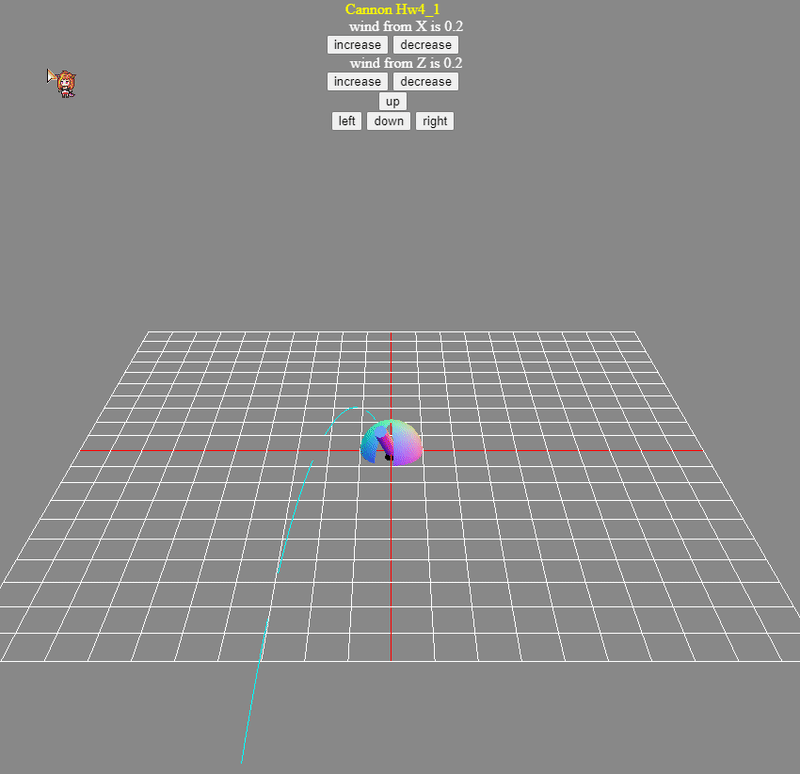 Cannon Hw4_1
wind from X is 0.2
increase decrease
wind from Z is 0.2
increase decrease
up
left down right